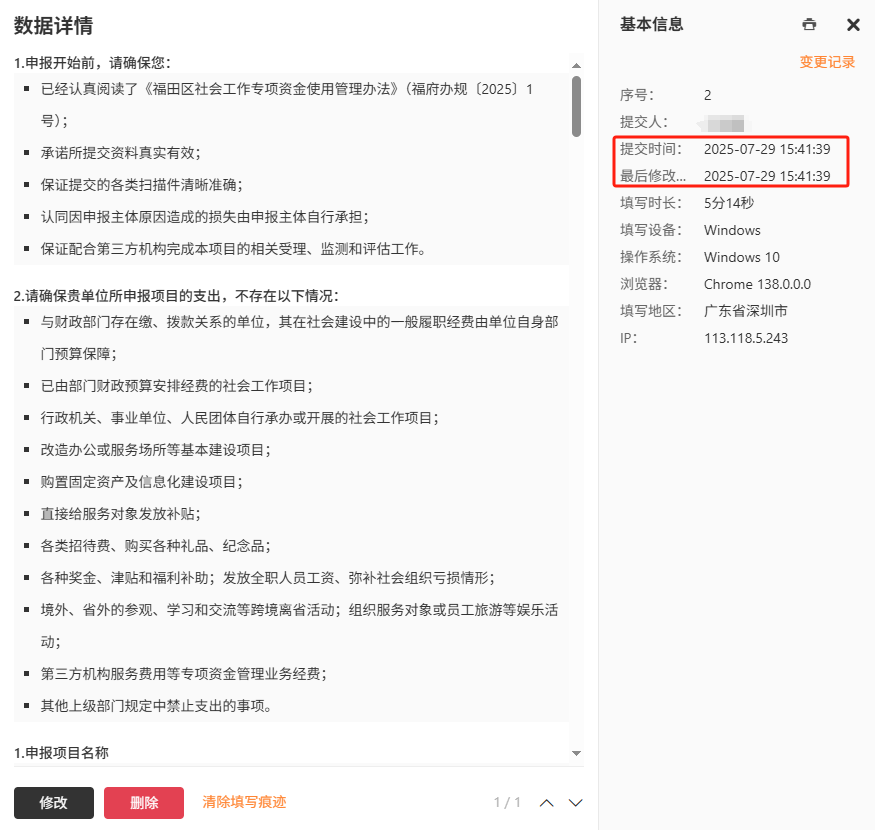 数据详情
1.申报开始前，请确保您：
已经认真阅读了《福田区社会工作专项资金使用管理办法》（福府办规〔2025〕1
号）；
承诺所提交资料真实有效；
保证提交的各类扫描件清晰准确；
认同因申报主体原因造成的损失由申报主体自行承担；
保证配合第三方机构完成本项目的相关受理、监测和评估工作。
2.请确保贵单位所申报项目的支出，不存在以下情况：
与财政部门存在缴、拨款关系的单位，其在社会建设中的一般履职经费由单位自身部
门预算保障；
已由部门财政预算安排经费的社会工作项目；
行政机关、事业单位、人民团体自行承办或开展的社会工作项目；
改造办公或服务场所等基本建设项目；
购置固定资产及信息化建设项目；
直接给服务对象发放补贴；
各类招待费、购买各种礼品、纪念品；
各种奖金、津贴和福利补助；发放全职人员工资、弥补社会组织亏损情形；
境外、省外的参观、学习和交流等跨境离省活动；组织服务对象或员工旅游等娱乐活
动；
第三方机构服务费用等专项资金管理业务经费；
其他上级部门规定中禁止支出的事项。
1.申报项目名称
修改 删除 清除填写痕迹 1 / 1
基本信息
变更记录
序号： 2
提交人：
提交时间： 2025-07-29 15:41:39
最后修改... 2025-07-29 15:41:39
填写时长： 5分14秒
填写设备： Windows
操作系统： Windows 10
浏览器： Chrome 138.0.0.0
填写地区： 广东省深圳市
IP： 113.118.5.243